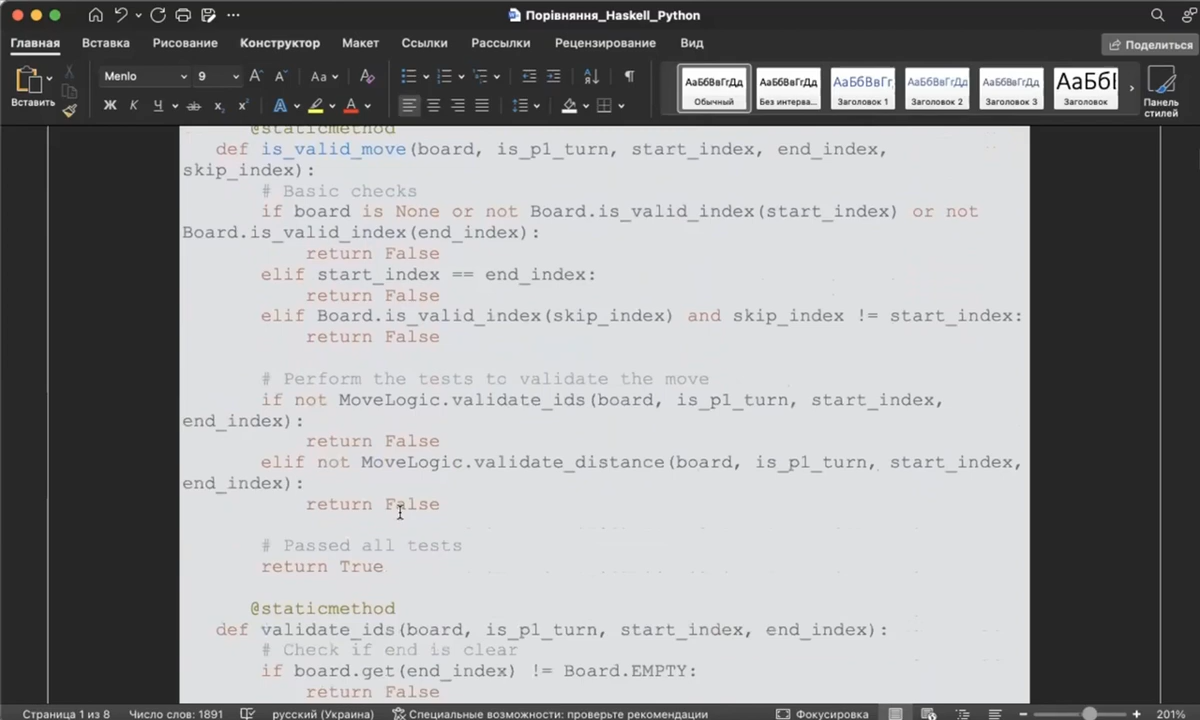 Порівняння_Haskell_Python
Главная Вставка Рисование Конструктор Макет Ссылки Рассылки Рецензирование Вид Поделиться
Вставить Menlo 9 Aa АаБбВвГгДд АаБбВвГгДд АаБбВвГг АаБбВвГгДд АаБбВвГгДд АаБбІ
Ж К Ч ab x x A A Обычный Без интерва... Заголовок 1 Заголовок 2 Заголовок 3 Заголовок Панель стилей
@staticmethod
def is_valid_move(board, is_p1_turn, start_index, end_index,
skip_index):
# Basic checks
if board is None or not Board.is_valid_index(start_index) or not
Board.is_valid_index(end_index):
return False
elif start_index == end_index:
return False
elif Board.is_valid_index(skip_index) and skip_index != start_index:
return False
# Perform the tests to validate the move
if not MoveLogic.validate_ids(board, is_p1_turn, start_index,
end_index):
return False
elif not MoveLogic.validate_distance(board, is_p1_turn, start_index,
end_index):
return False
# Passed all tests
return True
@staticmethod
def validate_ids(board, is_p1_turn, start_index, end_index):
# Check if end is clear
if board.get(end_index) != Board.EMPTY:
return False
Страница 1 из 8 Число слов: 1891 русский (Украина) Специальные возможности: проверьте рекомендации Фокусировка 201%